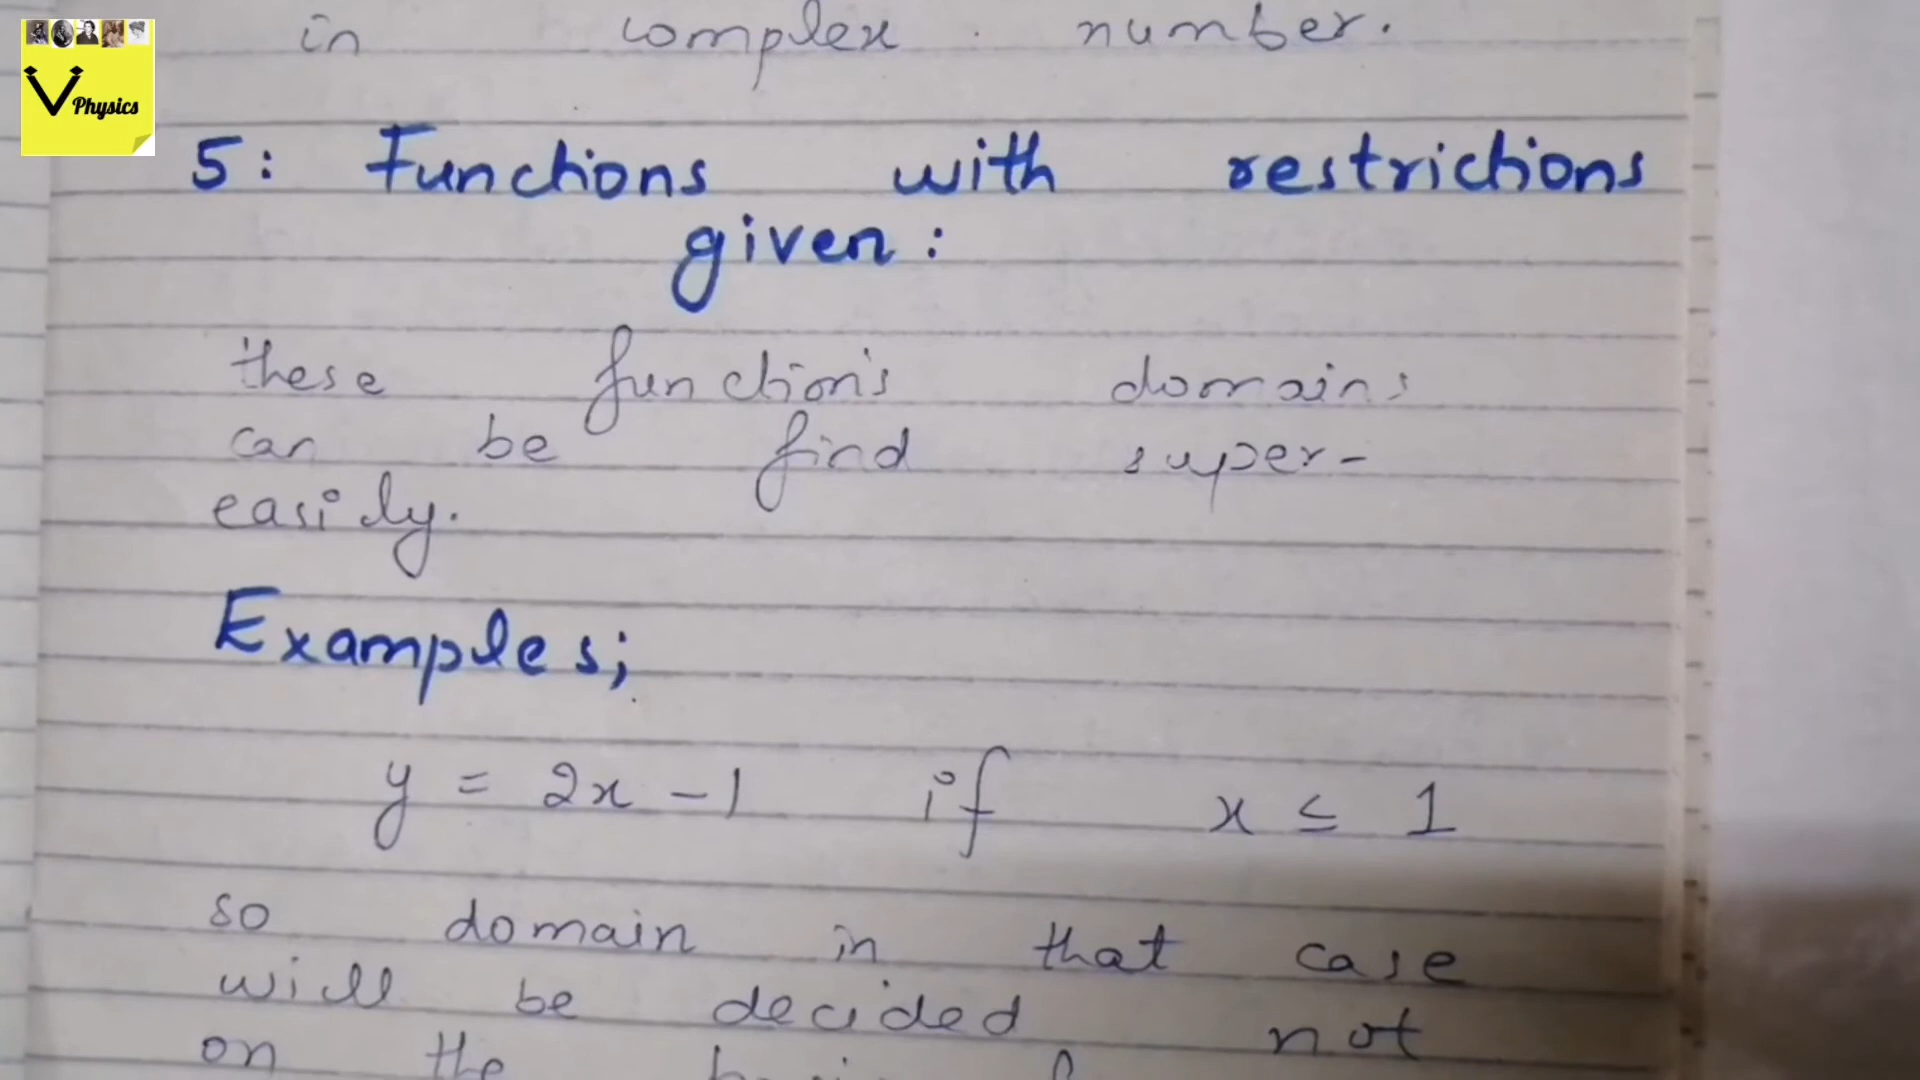 in complex number.
V Physics
5: Functions with restrictions
given:
these function's domains
can be find super-
easily.
Examples;
y = 2x - 1 if x ≤ 1
so domain in that case
will be decided not
on the